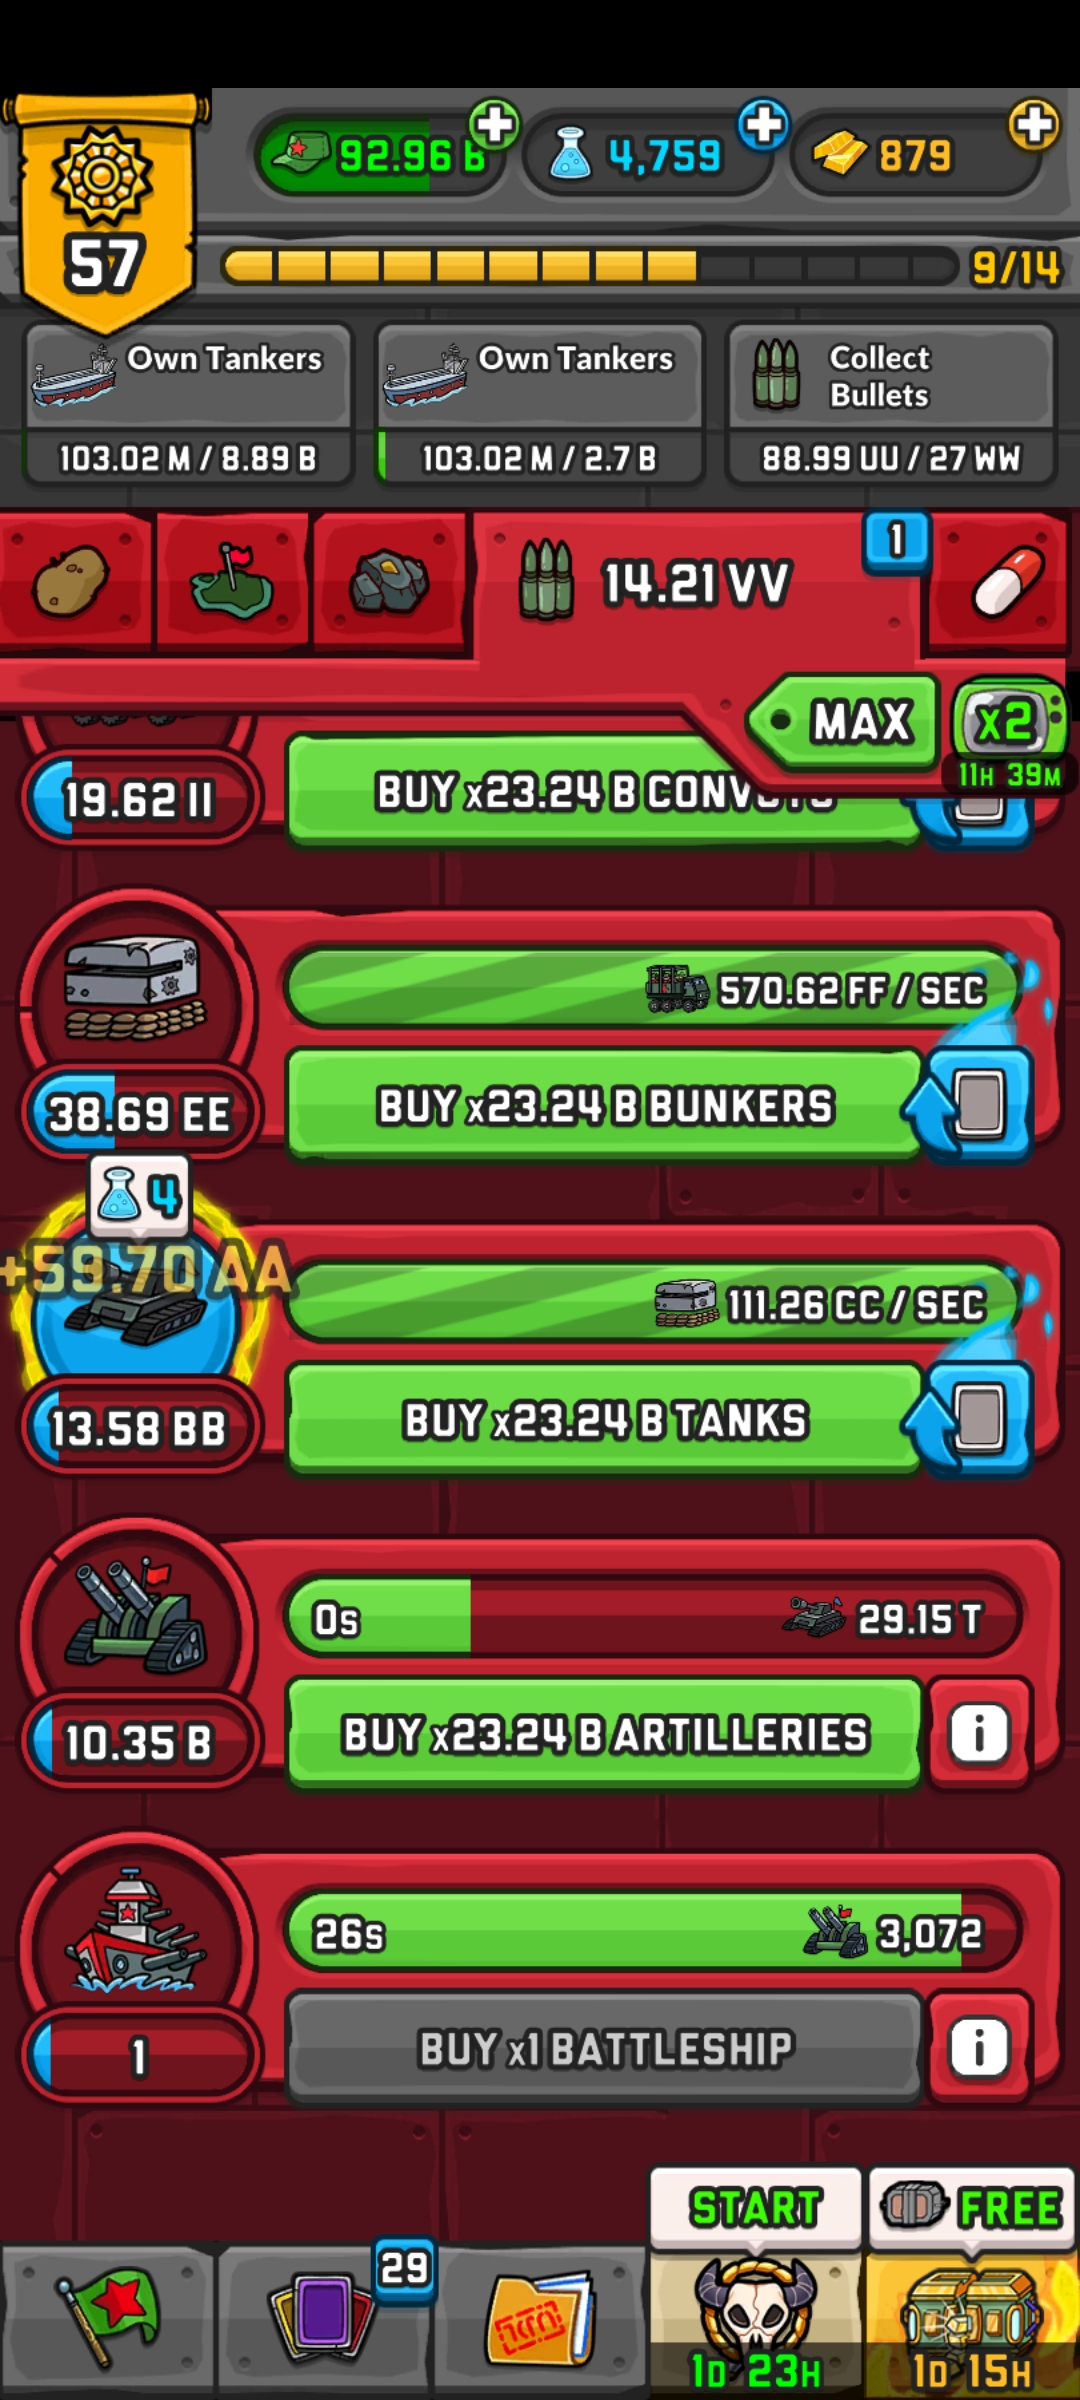 92.96 B
4,759
879
57
9/14
Own Tankers
103.02 M / 8.89 B
Own Tankers
103.02 M / 2.7 B
Collect
Bullets
88.99 UU / 27 WW
14.21 VV
1
MAX
x2
11H 39M
19.62 II
BUY x23.24 B CONVOYS
570.62 FF / SEC
38.69 EE
BUY x23.24 B BUNKERS
4
+59.70 AA
111.26 CC / SEC
13.58 BB
BUY x23.24 B TANKS
0s
29.15 T
10.35 B
BUY x23.24 B ARTILLERIES
i
26s
3,072
1
BUY x1 BATTLESHIP
i
START
FREE
29
1D 23H
1D 15H